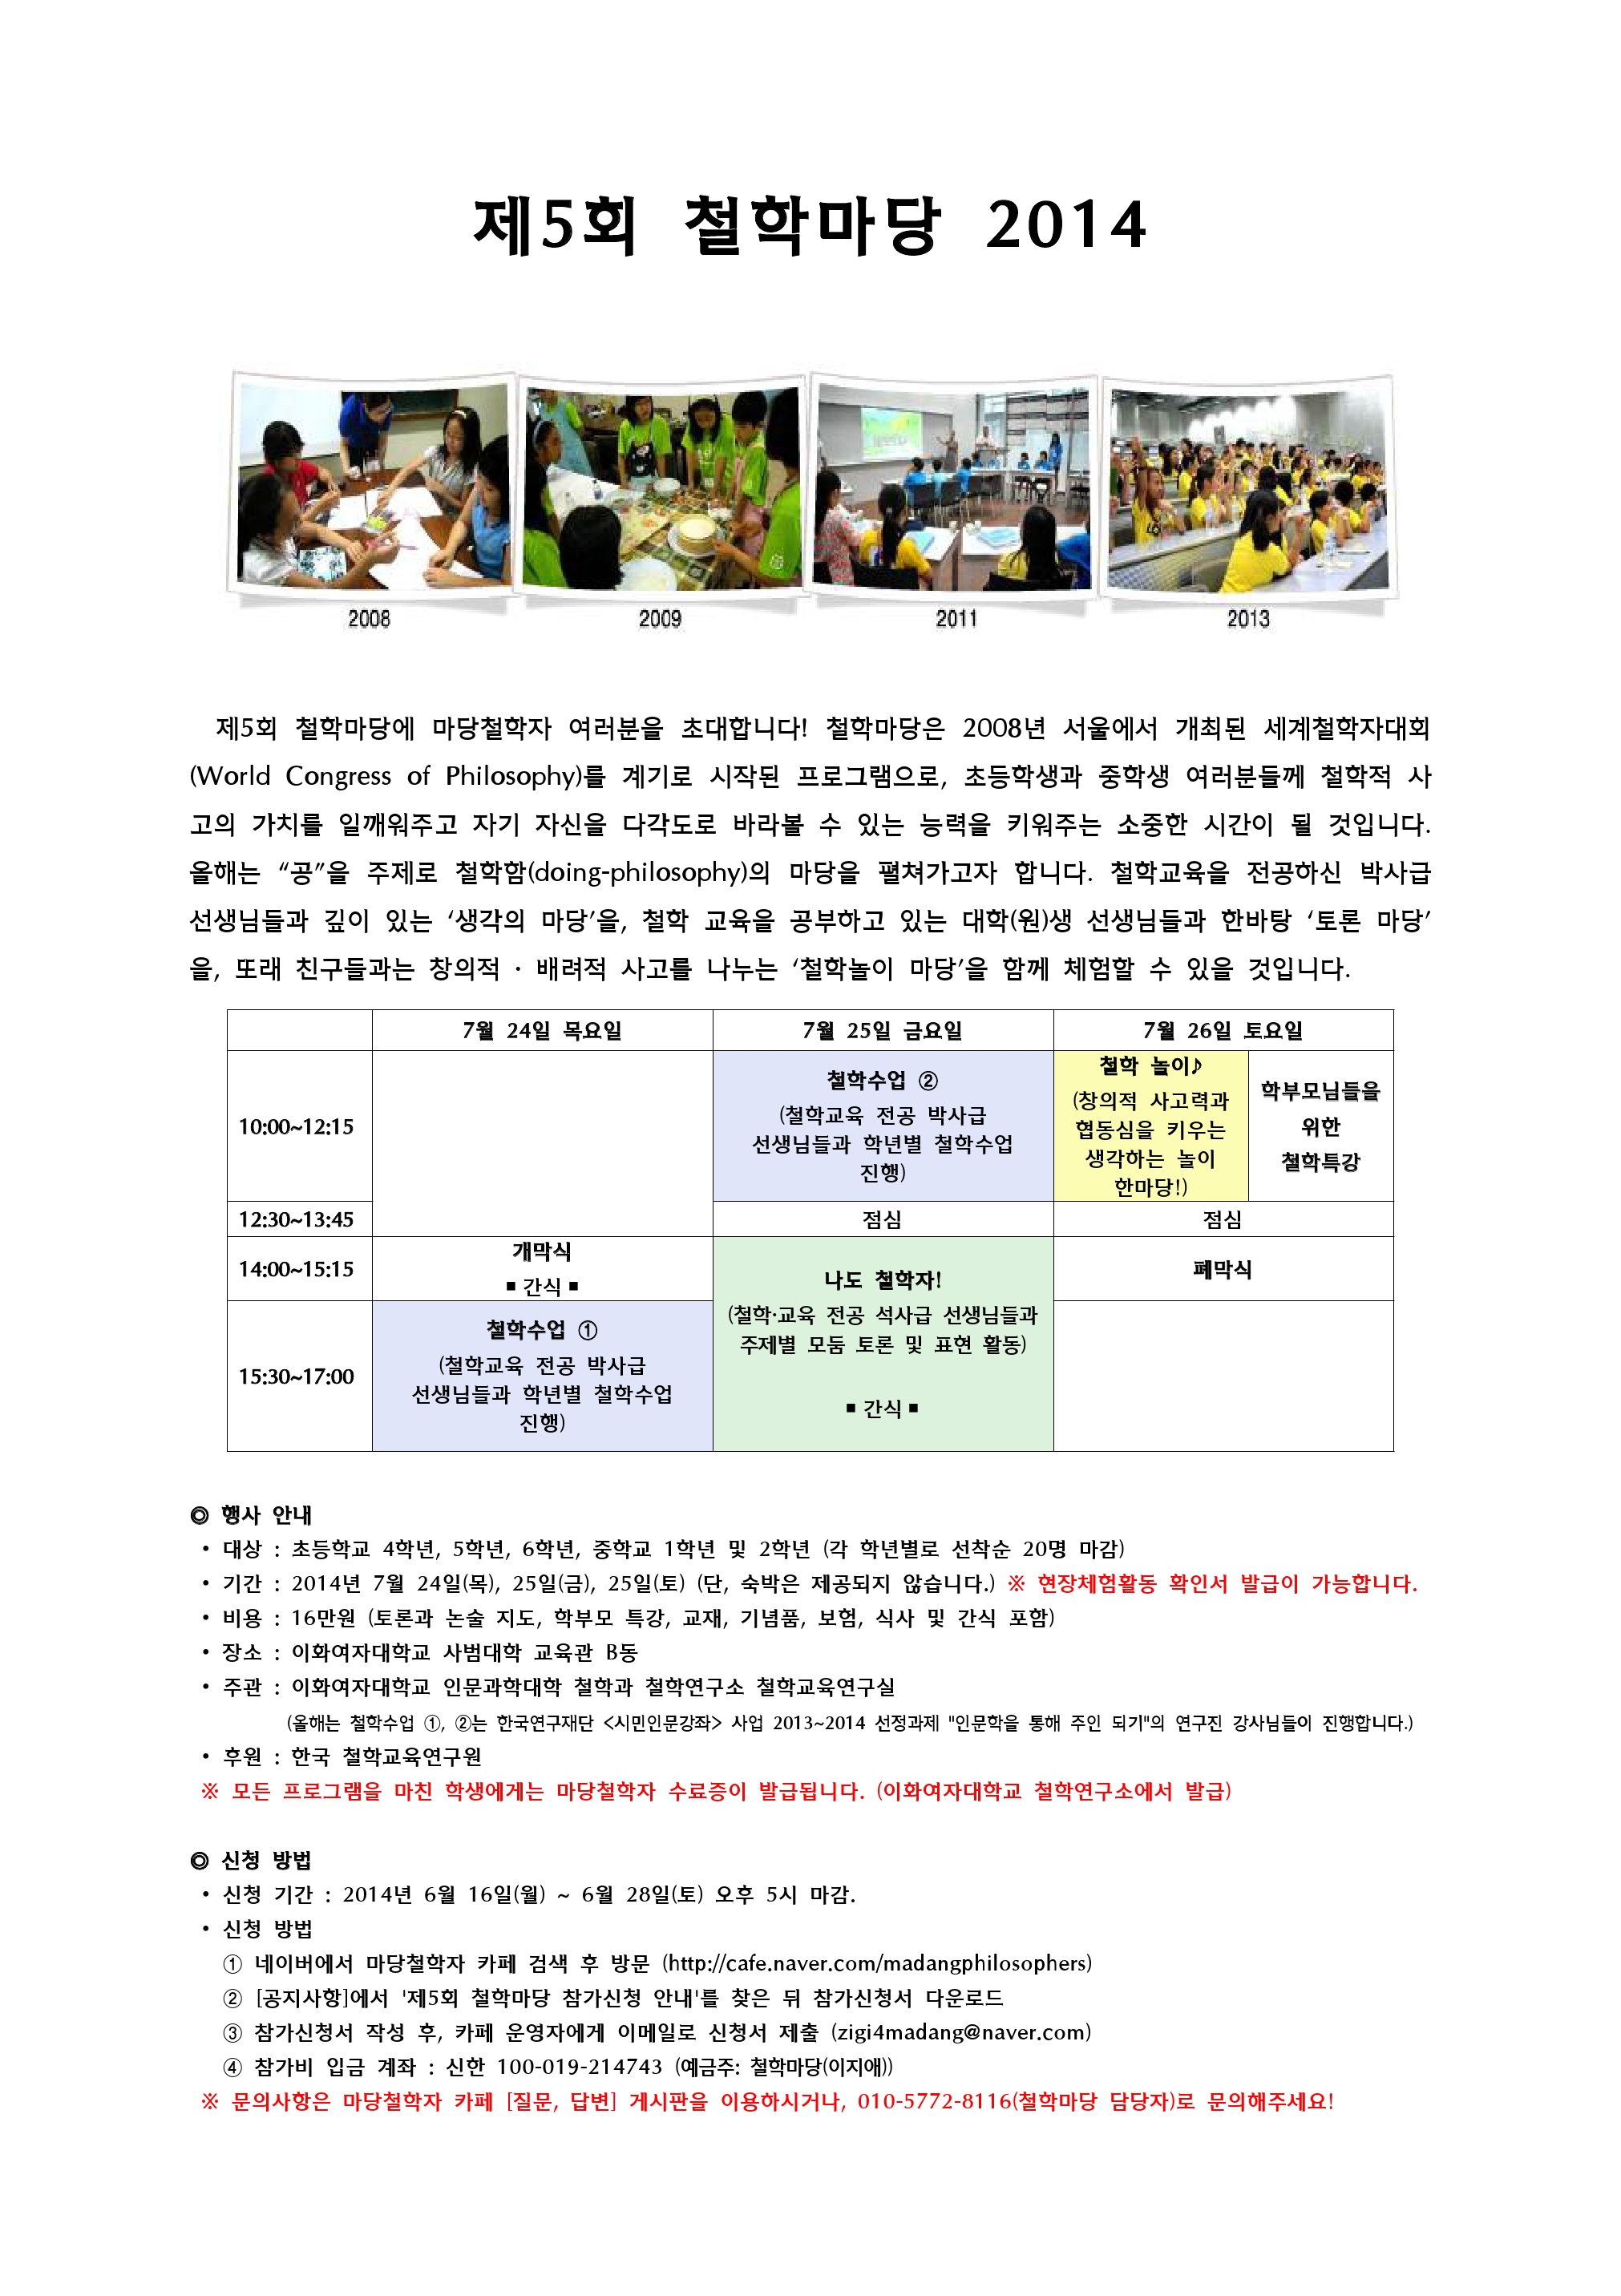 제5회 철학마당 2014
2008
2009
2011
2013
제5회 철학마당에 마당철학자 여러분을 초대합니다! 철학마당은 2008년 서울에서 개최된 세계철학자대회
(World Congress of Philosophy)를 계기로 시작된 프로그램으로, 초등학생과 중학생 여러분들께 철학적 사
고의 가치를 일깨워주고 자기 자신을 다각도로 바라볼 수 있는 능력을 키워주는 소중한 시간이 될 것입니다.
올해는 “공”을 주제로 철학함(doing-philosophy)의 마당을 펼쳐가고자 합니다. 철학교육을 전공하신 박사급
선생님들과 깊이 있는 ‘생각의 마당’을, 철학 교육을 공부하고 있는 대학(원)생 선생님들과 한바탕 ‘토론 마당’
을, 또래 친구들과는 창의적 · 배려적 사고를 나누는 ‘철학놀이 마당’을 함께 체험할 수 있을 것입니다.
7월 24일 목요일
7월 25일 금요일
7월 26일 토요일
10:00~12:15
철학수업 ②
(철학교육 전공 박사급
선생님들과 학년별 철학수업
진행)
철학 놀이♪
(창의적 사고력과
협동심을 키우는
생각하는 놀이
한마당!)
학부모님들을
위한
철학특강
12:30~13:45
점심
점심
14:00~15:15
개막식
▪ 간식 ▪
나도 철학자!
(철학·교육 전공 석사급 선생님들과
주제별 모둠 토론 및 표현 활동)
▪ 간식 ▪
폐막식
15:30~17:00
철학수업 ①
(철학교육 전공 박사급
선생님들과 학년별 철학수업
진행)
◎ 행사 안내
• 대상 : 초등학교 4학년, 5학년, 6학년, 중학교 1학년 및 2학년 (각 학년별로 선착순 20명 마감)
• 기간 : 2014년 7월 24일(목), 25일(금), 25일(토) (단, 숙박은 제공되지 않습니다.) ※ 현장체험활동 확인서 발급이 가능합니다.
• 비용 : 16만원 (토론과 논술 지도, 학부모 특강, 교재, 기념품, 보험, 식사 및 간식 포함)
• 장소 : 이화여자대학교 사범대학 교육관 B동
• 주관 : 이화여자대학교 인문과학대학 철학과 철학연구소 철학교육연구실
(올해는 철학수업 ①, ②는 한국연구재단 <시민인문강좌> 사업 2013~2014 선정과제 "인문학을 통해 주인 되기"의 연구진 강사님들이 진행합니다.)
• 후원 : 한국 철학교육연구원
※ 모든 프로그램을 마친 학생에게는 마당철학자 수료증이 발급됩니다. (이화여자대학교 철학연구소에서 발급)
◎ 신청 방법
• 신청 기간 : 2014년 6월 16일(월) ~ 6월 28일(토) 오후 5시 마감.
• 신청 방법
① 네이버에서 마당철학자 카페 검색 후 방문 (http://cafe.naver.com/madangphilosophers)
② [공지사항]에서 '제5회 철학마당 참가신청 안내'를 찾은 뒤 참가신청서 다운로드
③ 참가신청서 작성 후, 카페 운영자에게 이메일로 신청서 제출 (zigi4madang@naver.com)
④ 참가비 입금 계좌 : 신한 100-019-214743 (예금주: 철학마당(이지애))
※ 문의사항은 마당철학자 카페 [질문, 답변] 게시판을 이용하시거나, 010-5772-8116(철학마당 담당자)로 문의해주세요!